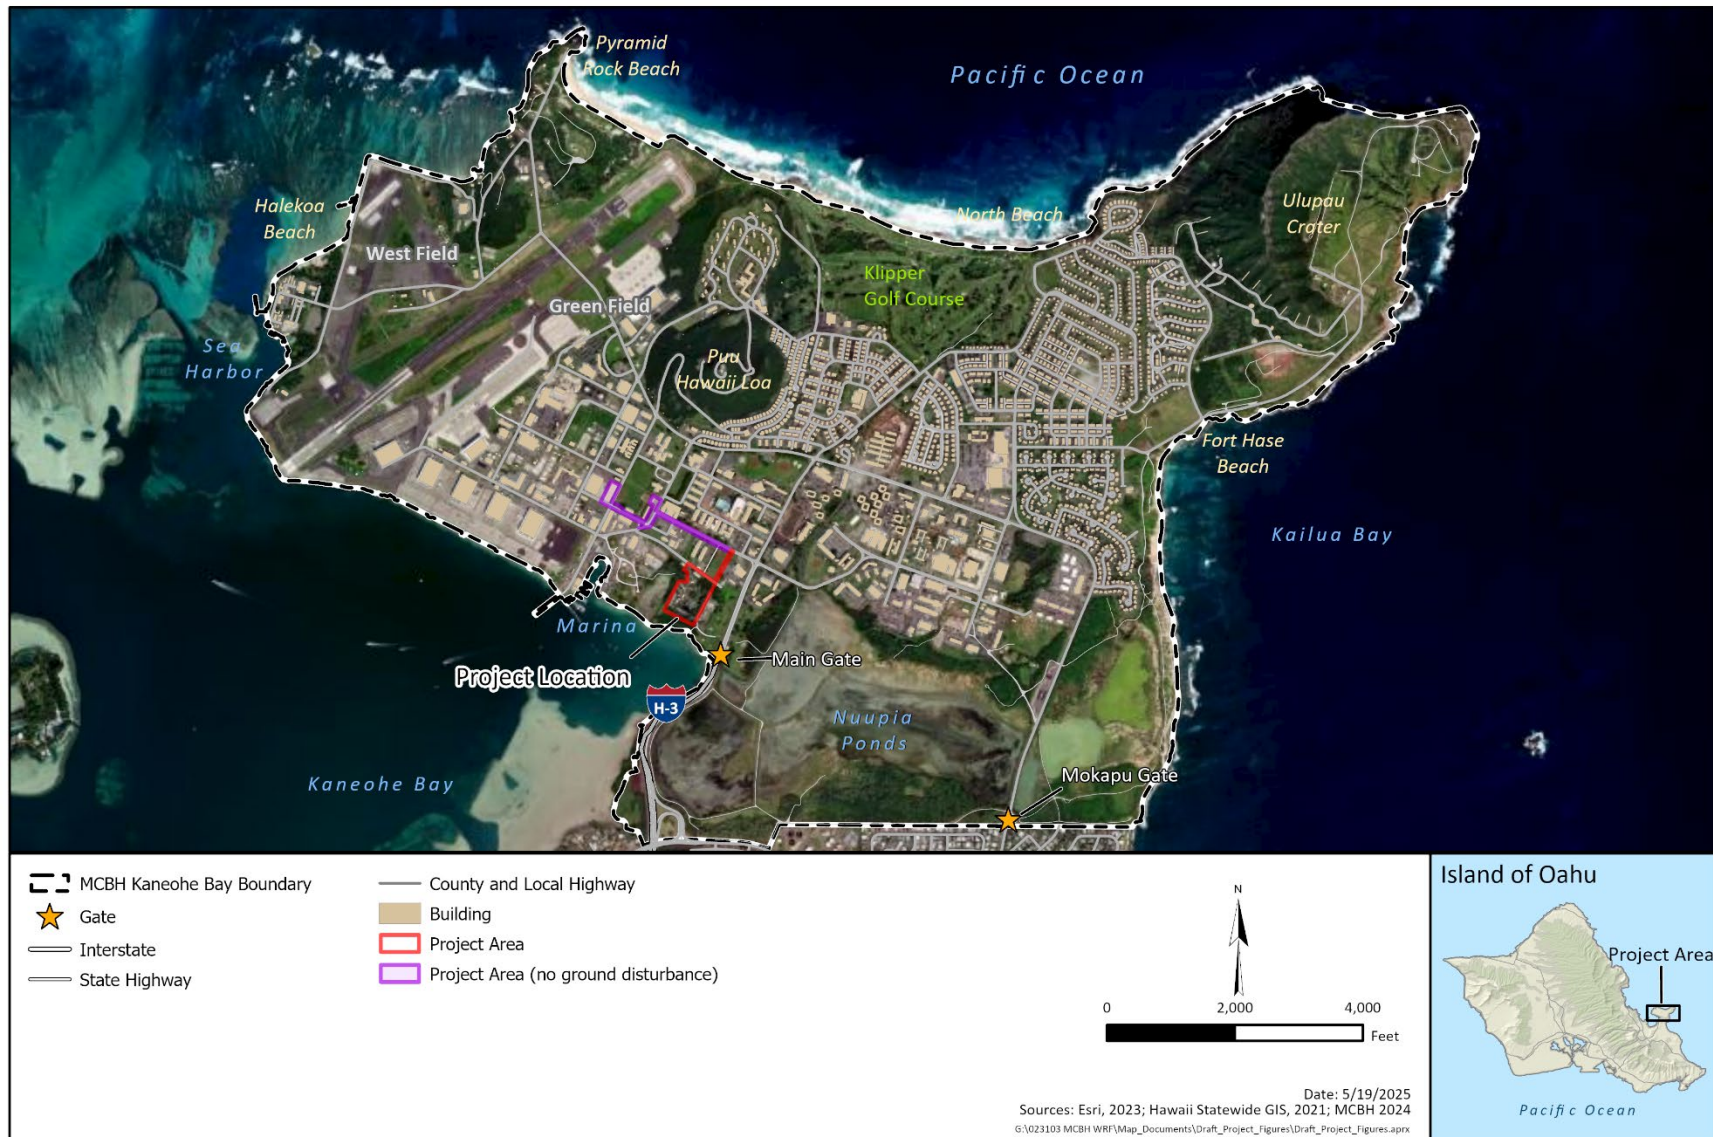 Pyramid
Rock Beach
Pacific Ocean
Halekoa
Beach
West Field
Green Field
North Beach
Ulupau
Crater
Klipper
Golf Course
Sea
Harbor
Puu
Hawaii Loa
Fort Hase
Beach
Kailua Bay
Marina
Project Location
Main Gate
H-3
Nuupia
Ponds
Mokapu Gate
Kaneohe Bay
MCBH Kaneohe Bay Boundary
Gate
Interstate
State Highway
County and Local Highway
Building
Project Area
Project Area (no ground disturbance)
N
0 2,000 4,000
Feet
Date: 5/19/2025
Sources: Esri, 2023; Hawaii Statewide GIS, 2021; MCBH 2024
G:\023103 MCBH WRF\Map_Documents\Draft_Project_Figures\Draft_Project_Figures.aprx
Island of Oahu
Project Area
Pacific Ocean